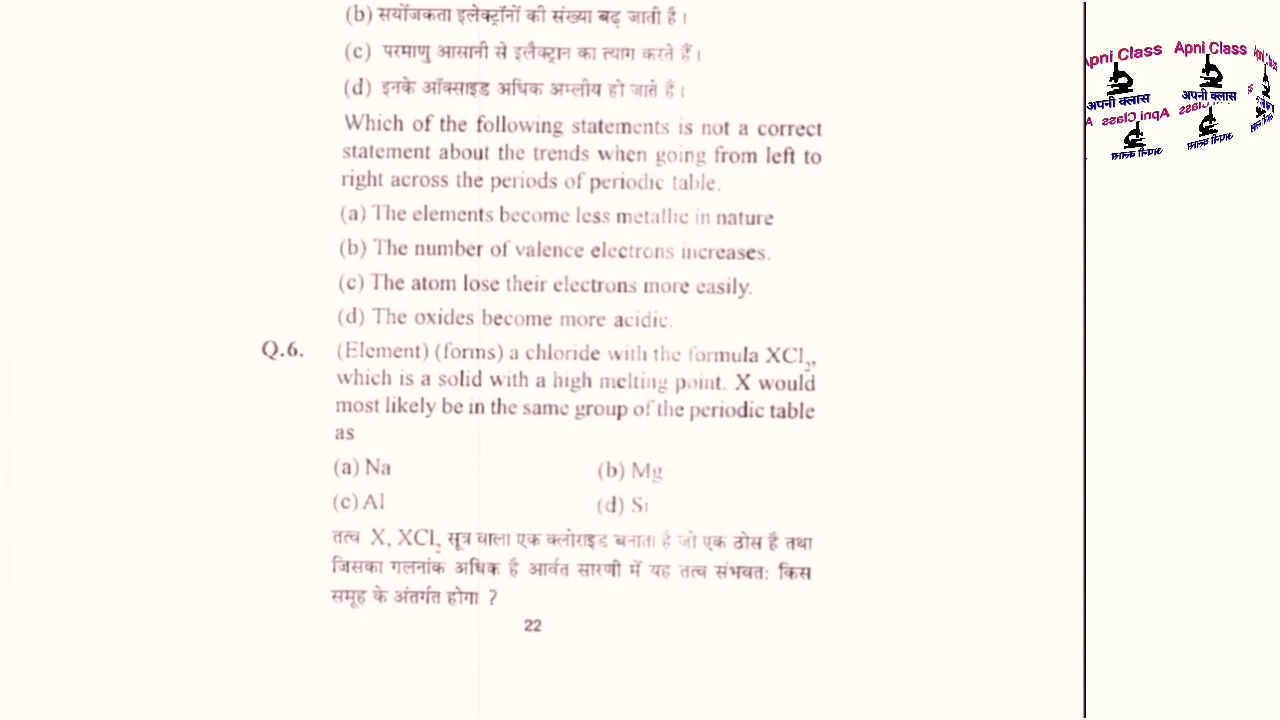 (b) सयोंजकता इलेक्ट्रॉनों की संख्या बढ़ जाती है।
(c) परमाणु आसानी से इलैक्ट्रान का त्याग करते हैं।
(d) इनके ऑक्साइड अधिक अम्लीय हो जाते हैं।
Which of the following statements is not a correct
statement about the trends when going from left to
right across the periods of periodic table.
(a) The elements become less metallic in nature
(b) The number of valence electrons increases.
(c) The atom lose their electrons more easily.
(d) The oxides become more acidic.
Q.6. (Element) (forms) a chloride with the formula XCl₂,
which is a solid with a high melting point. X would
most likely be in the same group of the periodic table
as
(a) Na (b) Mg
(c) Al (d) Si
तत्व X, XCl₂ सूत्र वाला एक क्लोराइड बनाता है जो एक ठोस है तथा
जिसका गलनांक अधिक है आर्वत सारणी में यह तत्व संभवतः किस
समूह के अंतर्गत होगा ?
22
Apni Class Apni Class
अपनी क्लास अपनी क्लास
Apni Class